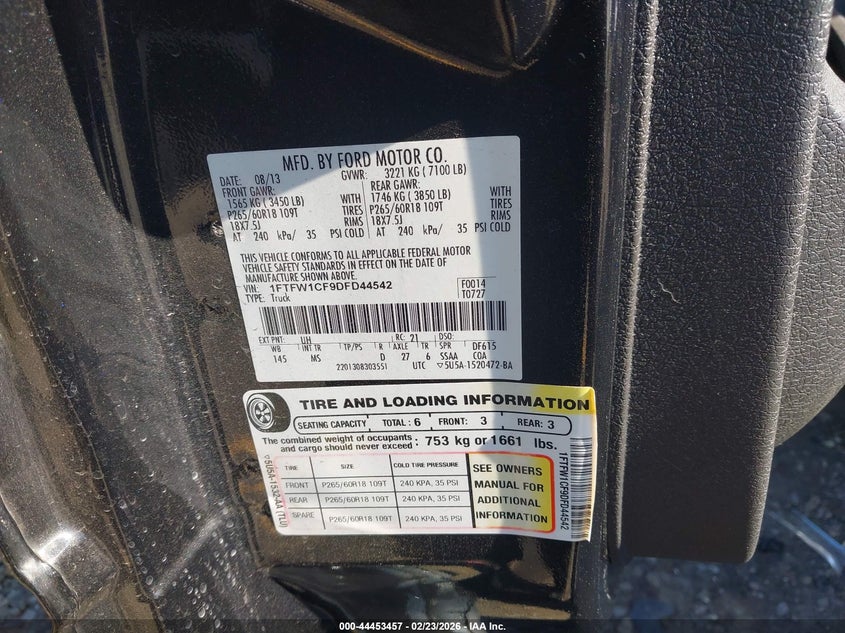 MFD. BY FORD MOTOR CO.
DATE: 08/13 GVWR: 3221 KG ( 7100 LB)
FRONT GAWR: REAR GAWR:
1565 KG ( 3450 LB) WITH 1746 KG ( 3850 LB) WITH
P265/60R18 109T TIRES P265/60R18 109T TIRES
18X7.5J RIMS 18X7.5J RIMS
AT 240 kPa/ 35 PSI COLD AT 240 kPa/ 35 PSI COLD
THIS VEHICLE CONFORMS TO ALL APPLICABLE FEDERAL MOTOR
VEHICLE SAFETY STANDARDS IN EFFECT ON THE DATE OF
MANUFACTURE SHOWN ABOVE.
VIN: 1FTFW1CF9DFD44542 F0014
TYPE: Truck T0727
EXT PNT: UH RC: 21 DSO:
WB INT TR TP/PS R AXLE TR SPR DF615
145 MS D 27 6 SSAA COA
2201308303551 UTC ▽5U5A-1520472-BA
TIRE AND LOADING INFORMATION
SEATING CAPACITY TOTAL: 6 FRONT: 3 REAR: 3
The combined weight of occupants and cargo should never exceed: 753 kg or 1661 lbs.
TIRE SIZE COLD TIRE PRESSURE
FRONT P265/60R18 109T 240 KPA, 35 PSI
REAR P265/60R18 109T 240 KPA, 35 PSI
SPARE P265/60R18 109T 240 KPA, 35 PSI
SEE OWNERS
MANUAL FOR
ADDITIONAL
INFORMATION
▽5U5A-1532-AA (TLU)
1FTFW1CF9DFD44542
000-44453457 - 02/23/2026 - IAA Inc.